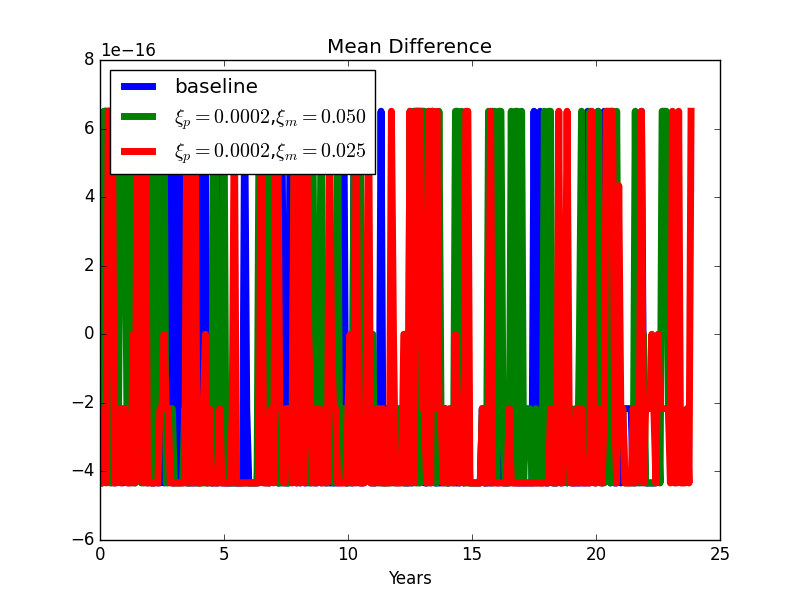 Mean Difference
1e−16
baseline
ξp = 0.0002,ξm = 0.050
ξp = 0.0002,ξm = 0.025
8
6
4
2
0
−2
−4
−6
0 5 10 15 20 25
Years